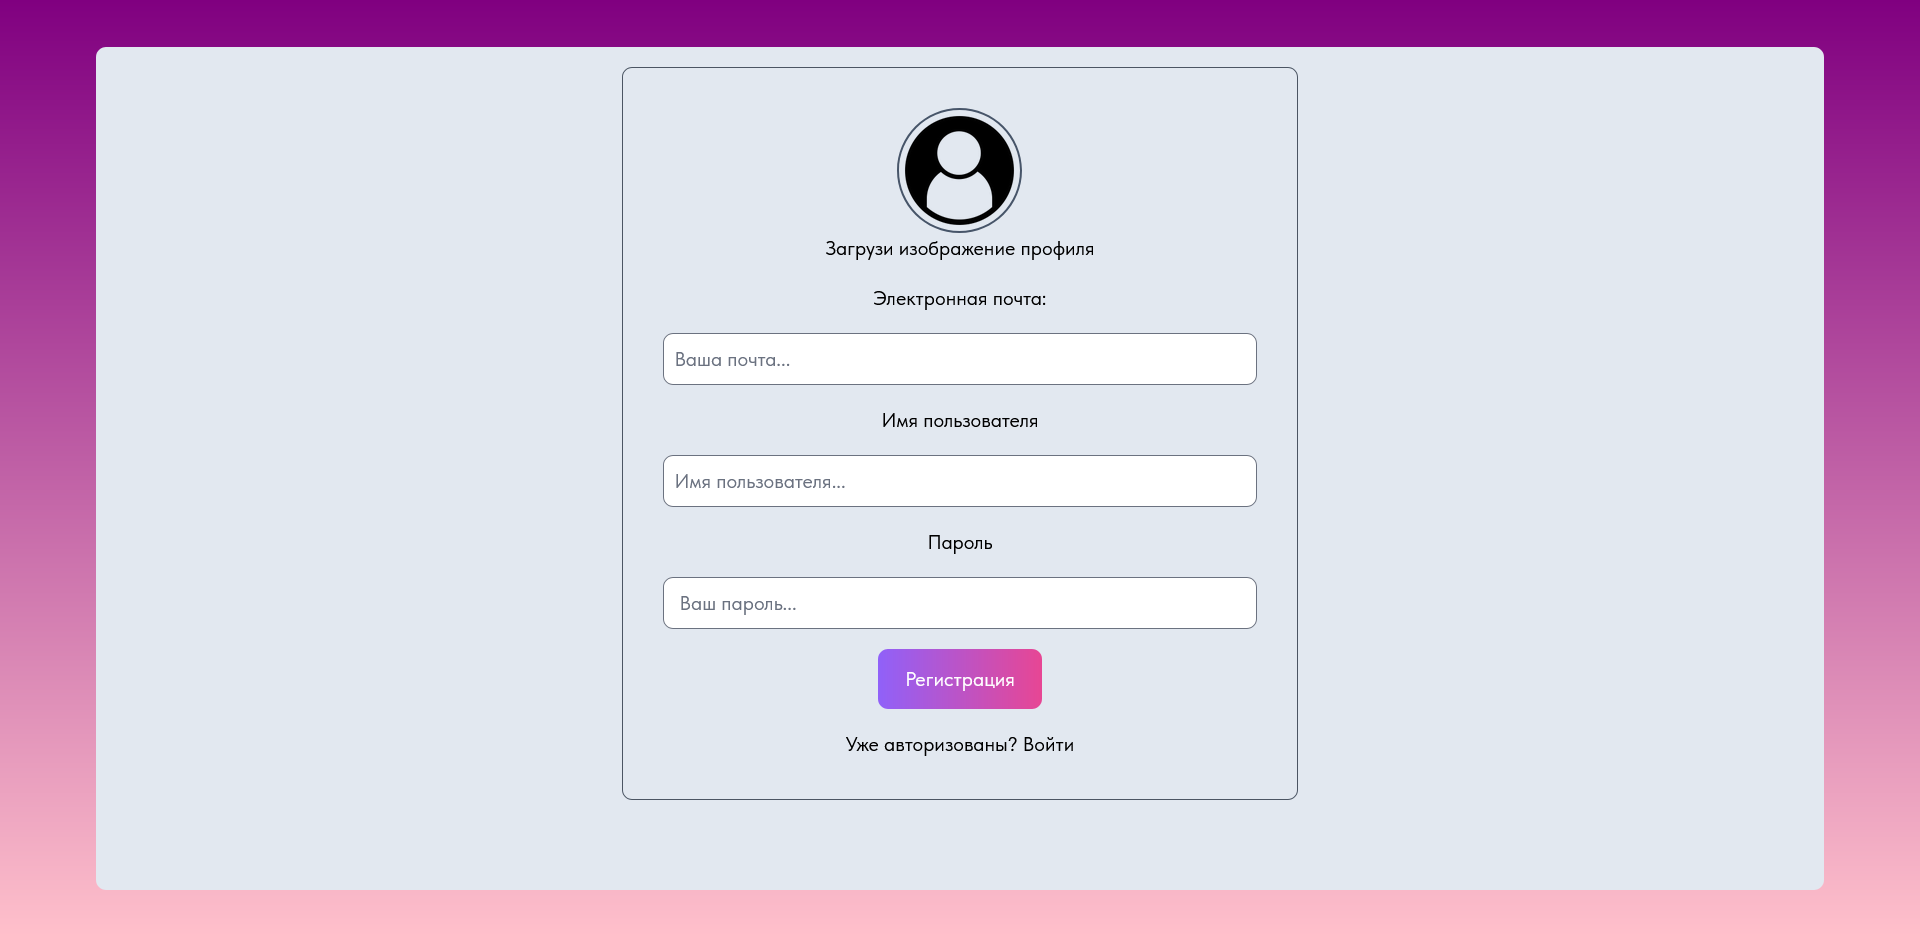 Загрузи изображение профиля
Электронная почта:
Ваша почта...
Имя пользователя
Имя пользователя...
Пароль
Ваш пароль...
Регистрация
Уже авторизованы? Войти